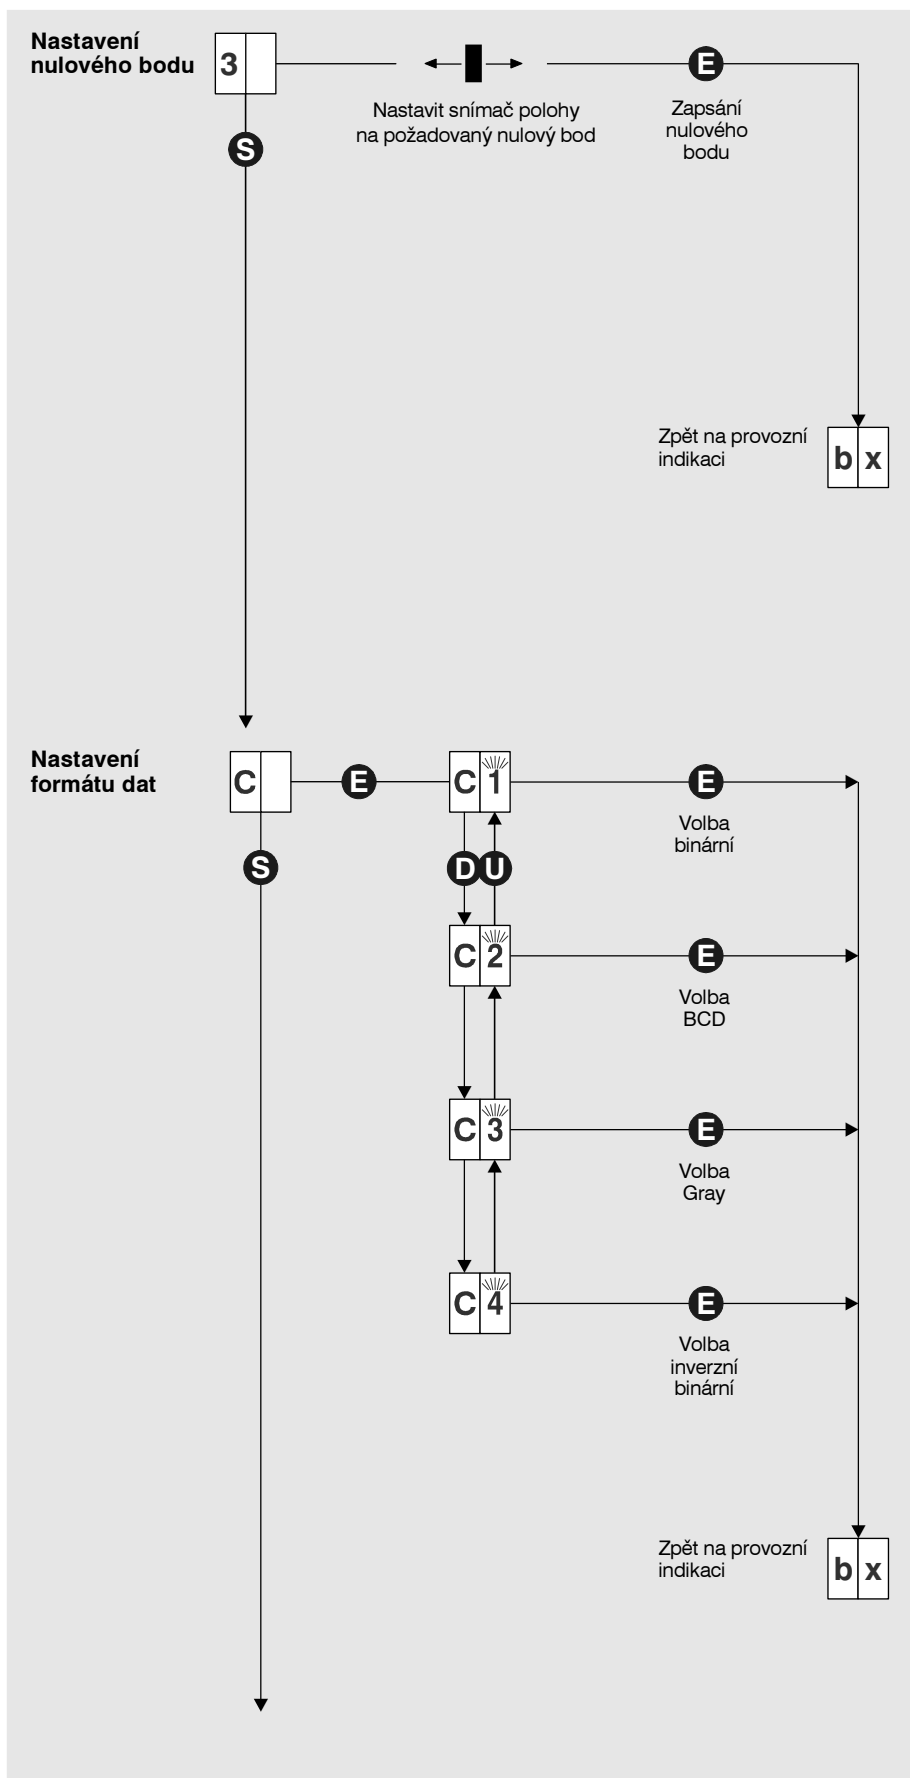 Nastavení
nulového bodu
3
E
Nastavit snímač polohy
na požadovaný nulový bod
Zapsání
nulového
bodu
S
Zpět na provozní
indikaci
b x
Nastavení
formátu dat
C
E
C 1
E
Volba
binární
S
D U
C 2
E
Volba
BCD
C 3
E
Volba
Gray
C 4
E
Volba
inverzní
binární
Zpět na provozní
indikaci
b x